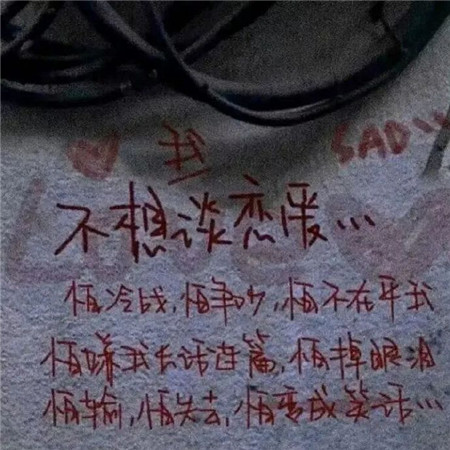 我
SAD
不想谈恋爱...
怕冷战,怕争吵,怕不在乎我
怕嫌我长话连篇,怕掉眼泪
怕输,怕失去,怕变成笑话...